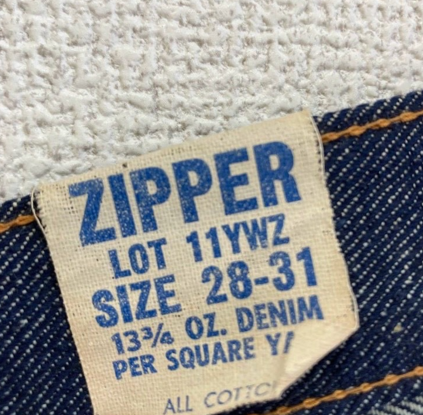 ZIPPER
LOT 11YWZ
SIZE 28-31
13¾ OZ. DENIM
PER SQUARE
ALL